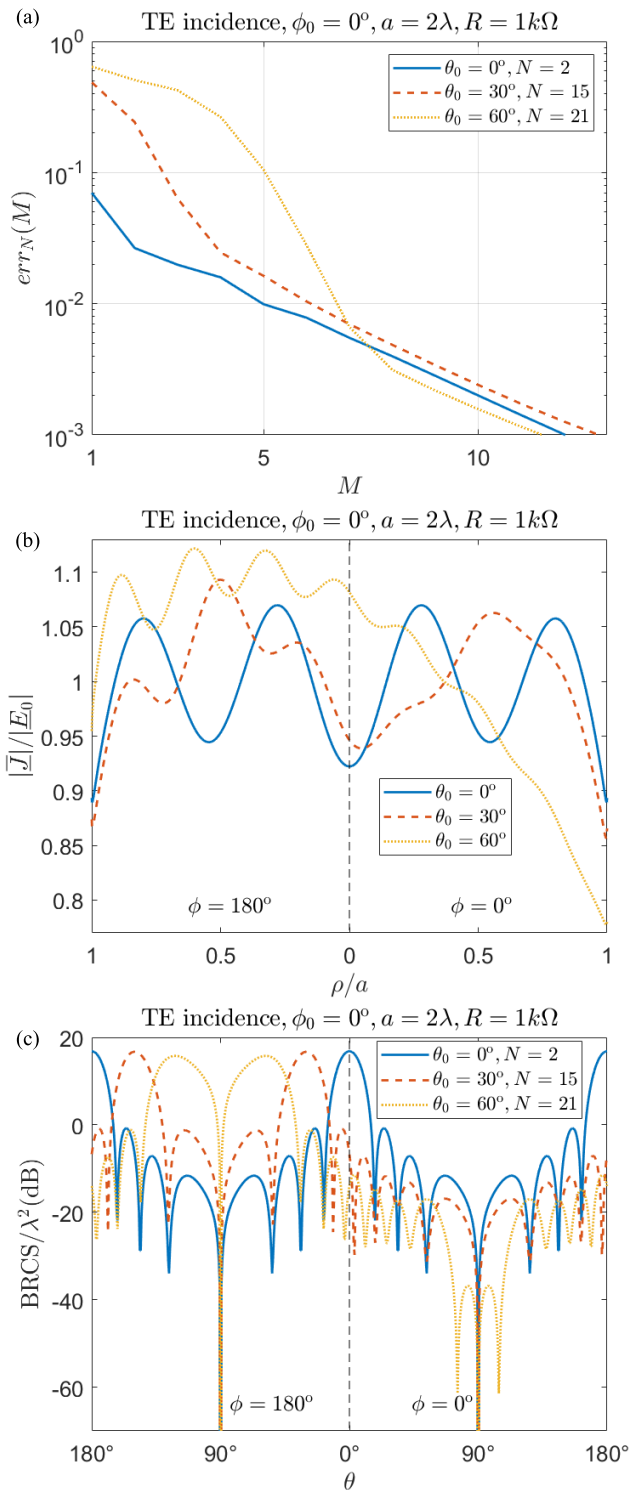 (a)
TE incidence, ϕ₀ = 0°, a = 2λ, R = 1kΩ
10⁰
10⁻¹
10⁻²
10⁻³
err_N(M)
θ₀ = 0°, N = 2
θ₀ = 30°, N = 15
θ₀ = 60°, N = 21
1 5 10
M
(b)
TE incidence, ϕ₀ = 0°, a = 2λ, R = 1kΩ
1.1
1.05
1
0.95
0.9
0.85
0.8
|J̅|/|E₀|
θ₀ = 0°
θ₀ = 30°
θ₀ = 60°
ϕ = 180° ϕ = 0°
1 0.5 0 0.5 1
ρ/a
(c)
TE incidence, ϕ₀ = 0°, a = 2λ, R = 1kΩ
20
0
-20
-40
-60
BRCS/λ²(dB)
θ₀ = 0°, N = 2
θ₀ = 30°, N = 15
θ₀ = 60°, N = 21
ϕ = 180° ϕ = 0°
180° 90° 0° 90° 180°
θ